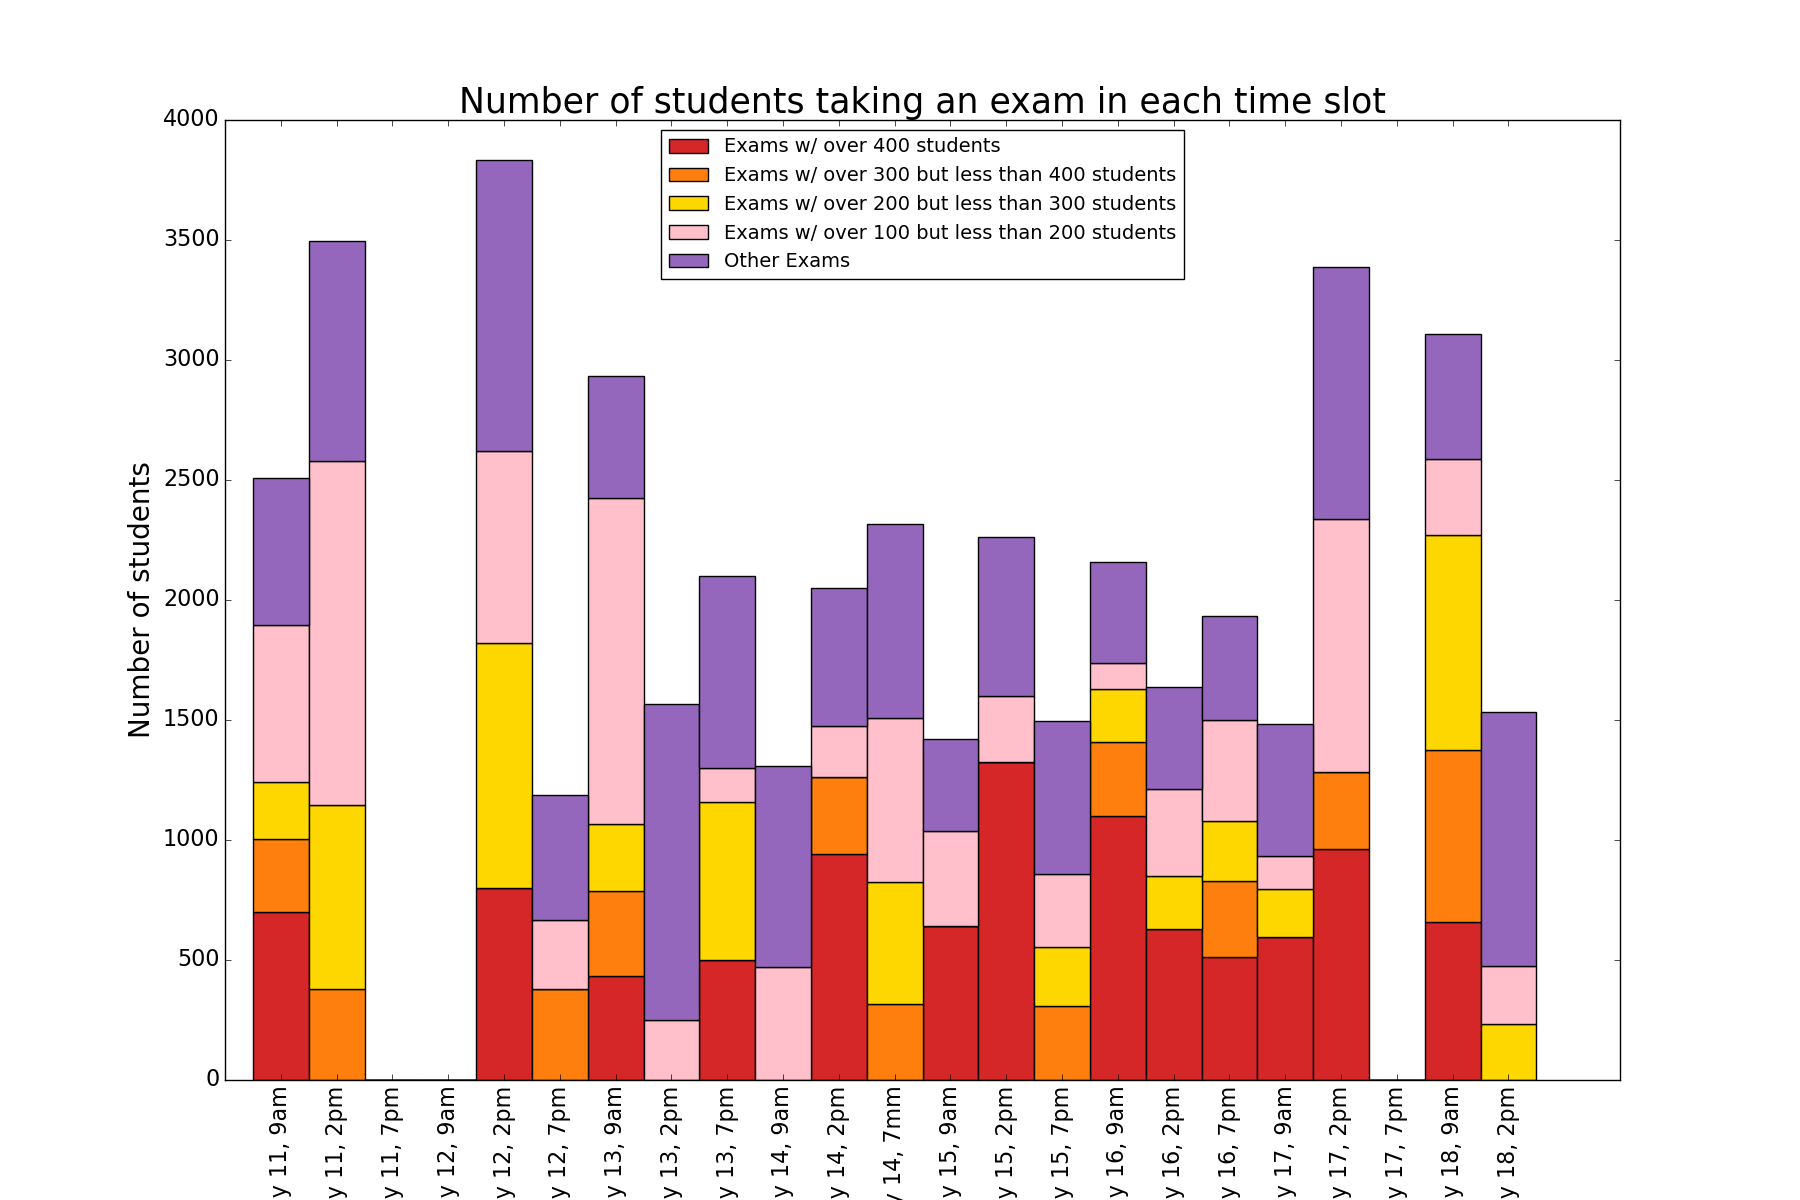 Number of students taking an exam in each time slot
Exams w/ over 400 students
Exams w/ over 300 but less than 400 students
Exams w/ over 200 but less than 300 students
Exams w/ over 100 but less than 200 students
Other Exams
4000
3500
3000
2500
2000
1500
1000
500
0
Number of students
y 11, 9am
y 11, 2pm
y 11, 7pm
y 12, 9am
y 12, 2pm
y 12, 7pm
y 13, 9am
y 13, 2pm
y 13, 7pm
y 14, 9am
y 14, 2pm
y 14, 7mm
y 15, 9am
y 15, 2pm
y 15, 7pm
y 16, 9am
y 16, 2pm
y 16, 7pm
y 17, 9am
y 17, 2pm
y 17, 7pm
y 18, 9am
y 18, 2pm